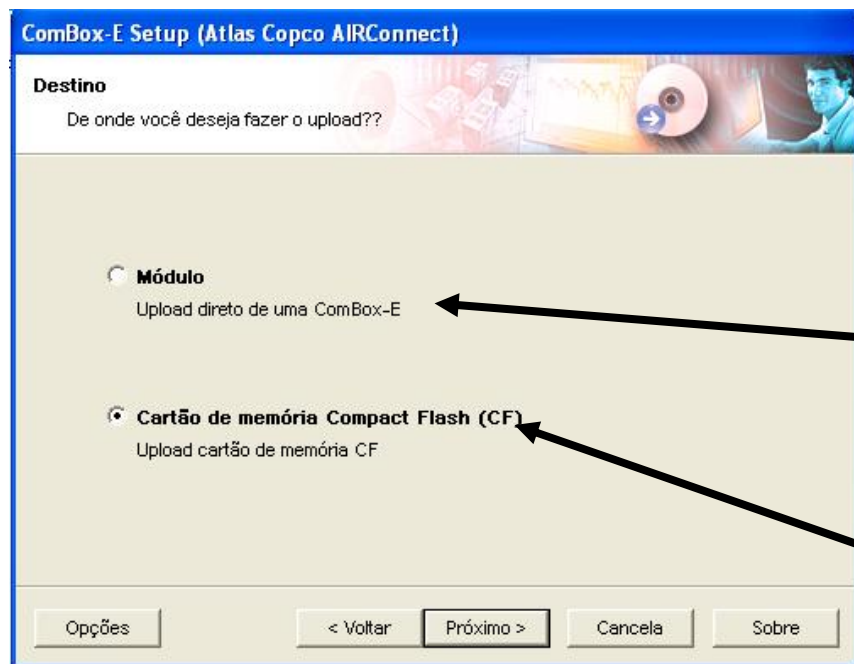 ComBox-E Setup (Atlas Copco AIRConnect)
Destino
De onde você deseja fazer o upload??
Módulo
Upload direto de uma ComBox-E
Cartão de memória Compact Flash (CF)
Upload cartão de memória CF
Opções
< Voltar
Próximo >
Cancela
Sobre